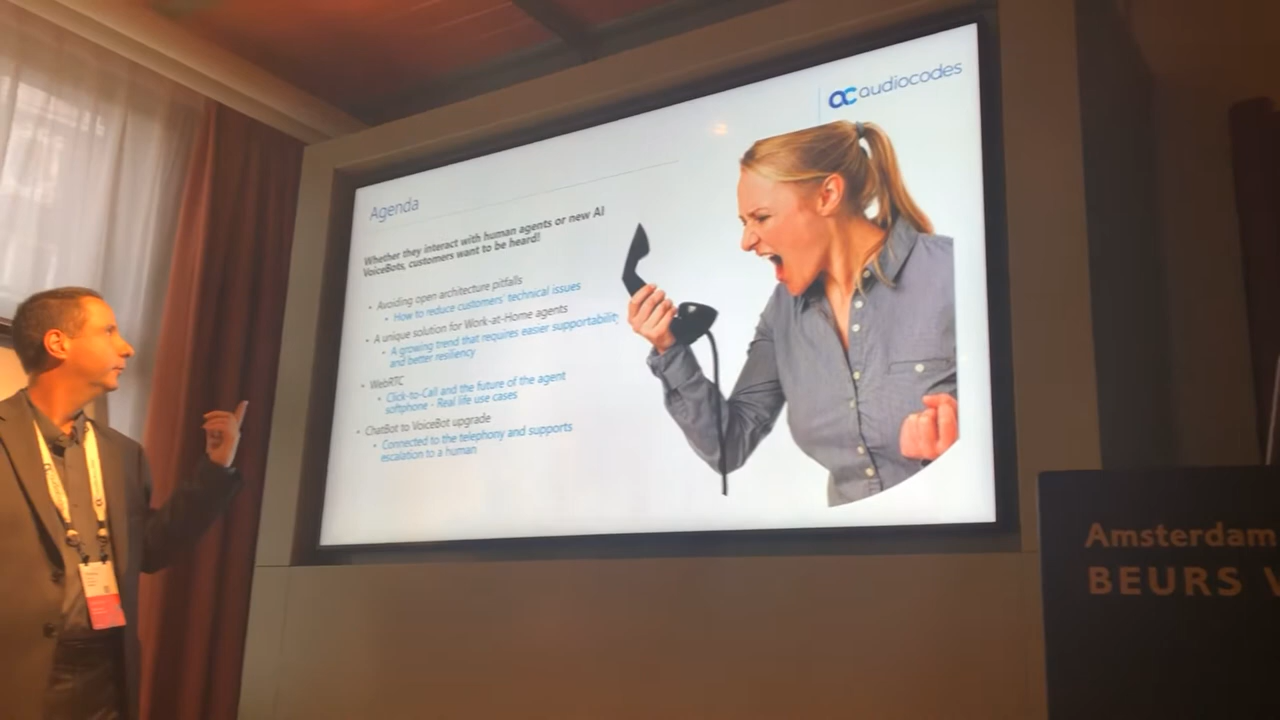 ac audiocodes
Agenda
Whether they interact with human agents or new AI
VoiceBots, customers want to be heard!
• Avoiding open architecture pitfalls
• How to reduce customers' technical issues
• A unique solution for Work-at-Home agents
• A growing trend that requires easier supportability
and better resiliency
• WebRTC
• Click-to-Call and the future of the agent
softphone - Real life use cases
• ChatBot to VoiceBot upgrade
• Connected to the telephony and supports
escalation to a human
Amsterdam
BEURS